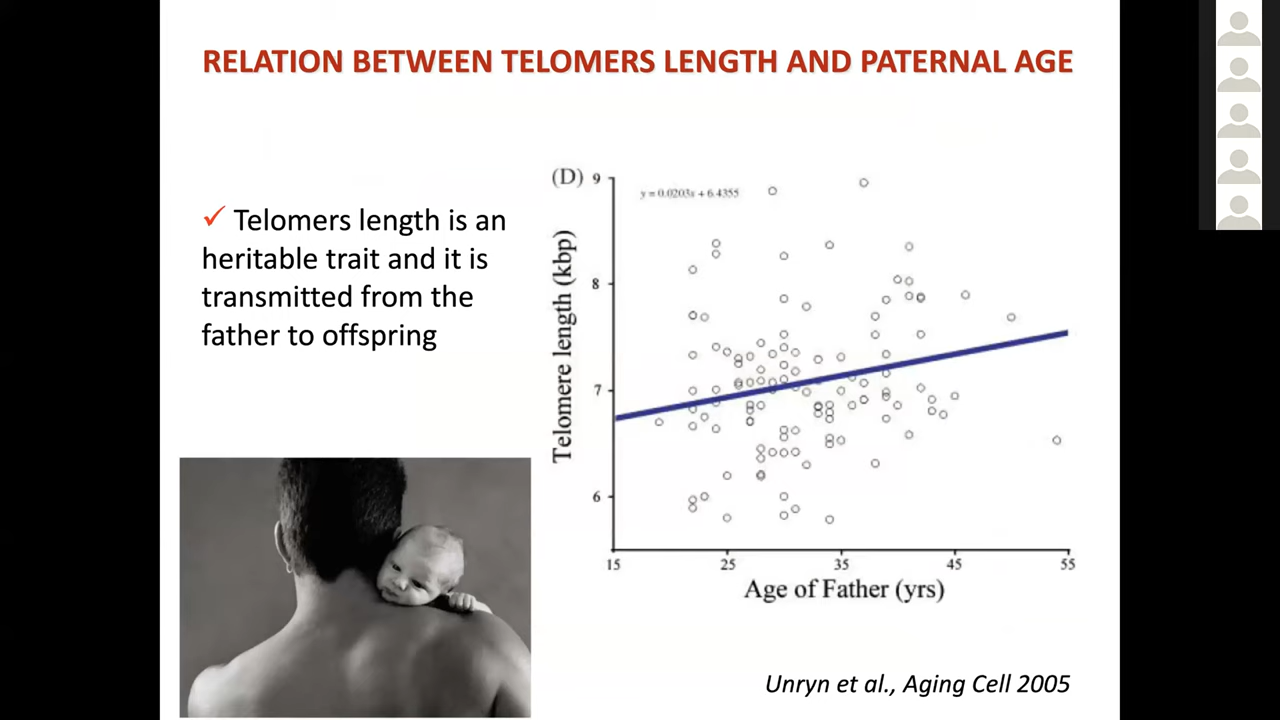 RELATION BETWEEN TELOMERS LENGTH AND PATERNAL AGE
✓ Telomers length is an
heritable trait and it is
transmitted from the
father to offspring
(D)
y = 0.0203x + 6.4355
Telomere length (kbp)
9
8
7
6
15 25 35 45 55
Age of Father (yrs)
Unryn et al., Aging Cell 2005